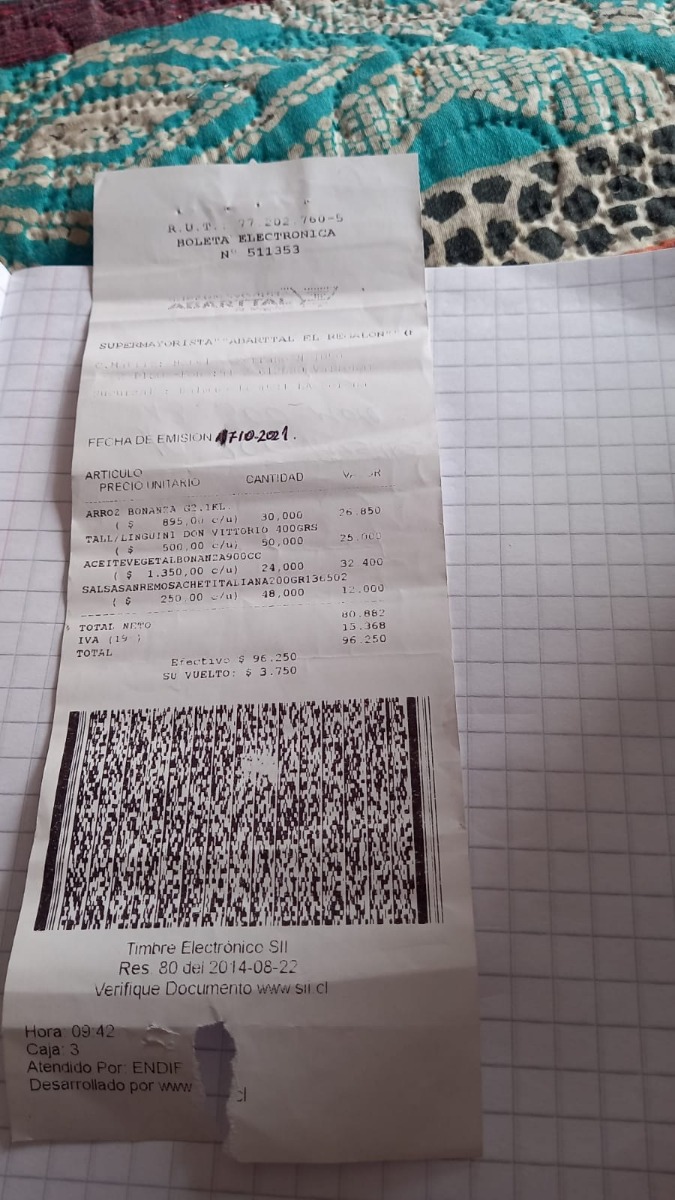 R.U.T.: 77.202.760-5
BOLETA ELECTRONICA
N° 511353
ABARTTAL
SUPERMAYORISTA "ABARTTAL EL REGALON"
FECHA DE EMISION 17-10-2021.
ARTICULO
PRECIO UNITARIO CANTIDAD
ARROZ BONANZA G2.1KL.
( $ 895,00 c/u) 30,000 26.850
TALL/LINGUINI DON VITTORIO 400GRS
( $ 500,00 c/u) 50,000 25.000
ACEITEVEGETALBONANZA900CC
( $ 1.350,00 c/u) 24,000 32.400
SALSASANREMOSACHETITALIANA200GR136502
( $ 250,00 c/u) 48,000 12.000
TOTAL NETO 80.882
IVA (19 ) 15.368
TOTAL 96.250
Efectivo $ 96.250
SU VUELTO: $ 3.750
Timbre Electrónico SII
Res. 80 del 2014-08-22
Verifique Documento www.sii.cl
Hora: 09:42
Caja: 3
Atendido Por: ENDIF
Desarrollado por www
cl